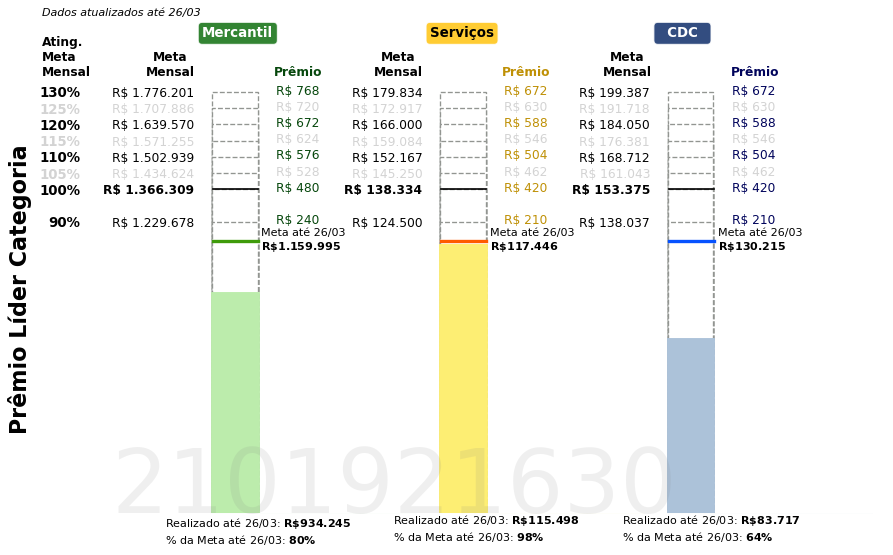 Dados atualizados até 26/03
Mercantil Serviços CDC
Ating. Meta Mensal
Meta Mensal Prêmio Meta Mensal Prêmio Meta Mensal Prêmio
130% R$ 1.776.201 R$ 768 R$ 179.834 R$ 672 R$ 199.387 R$ 672
125% R$ 1.707.886 R$ 720 R$ 172.917 R$ 630 R$ 191.718 R$ 630
120% R$ 1.639.570 R$ 672 R$ 166.000 R$ 588 R$ 184.050 R$ 588
115% R$ 1.571.255 R$ 624 R$ 159.084 R$ 546 R$ 176.381 R$ 546
110% R$ 1.502.939 R$ 576 R$ 152.167 R$ 504 R$ 168.712 R$ 504
105% R$ 1.434.624 R$ 528 R$ 145.250 R$ 462 R$ 161.043 R$ 462
100% R$ 1.366.309 R$ 480 R$ 138.334 R$ 420 R$ 153.375 R$ 420
90% R$ 1.229.678 R$ 240 R$ 124.500 R$ 210 R$ 138.037 R$ 210
Meta até 26/03 Meta até 26/03 Meta até 26/03
R$1.159.995 R$117.446 R$130.215
Prêmio Líder Categoria
2101921630
Realizado até 26/03: R$934.245 Realizado até 26/03: R$115.498 Realizado até 26/03: R$83.717
% da Meta até 26/03: 80% % da Meta até 26/03: 98% % da Meta até 26/03: 64%